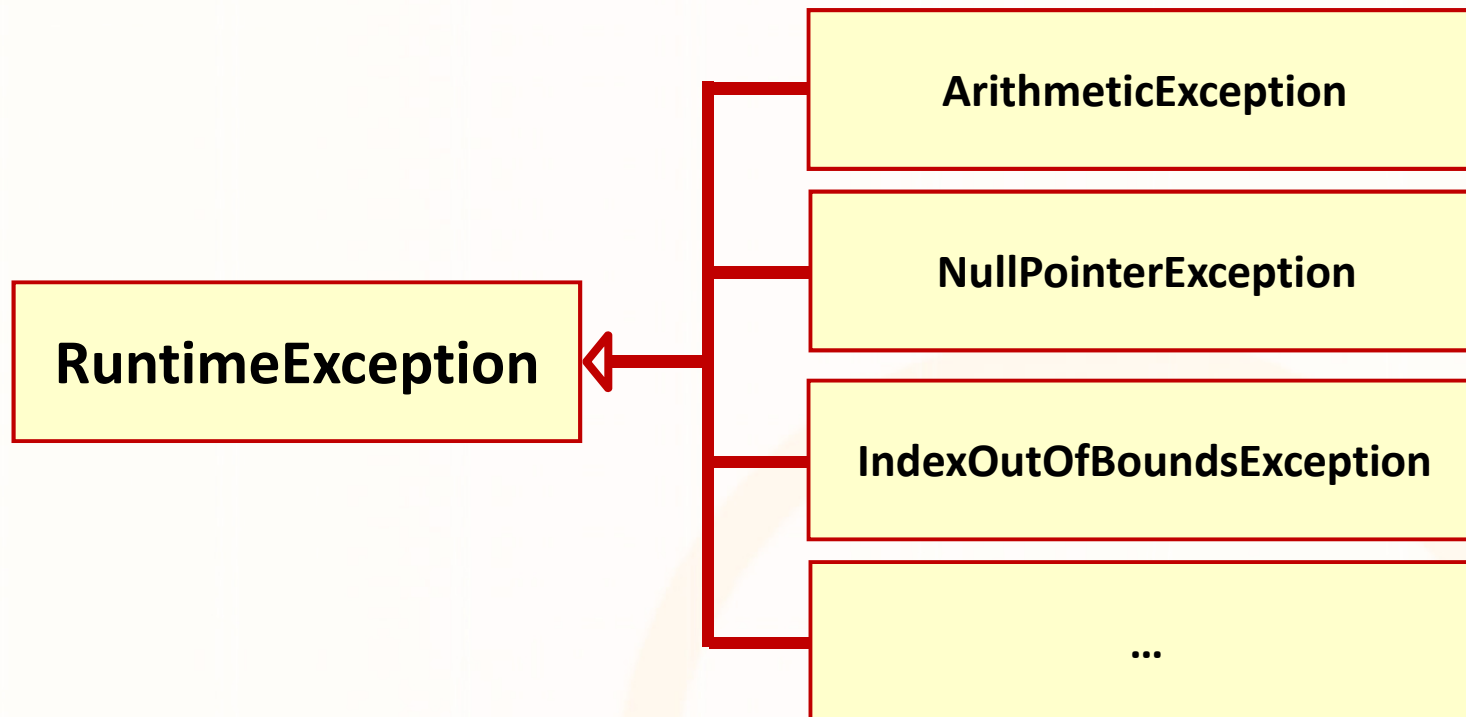 ArithmeticException
NullPointerException
RuntimeException
IndexOutOfBoundsException
...